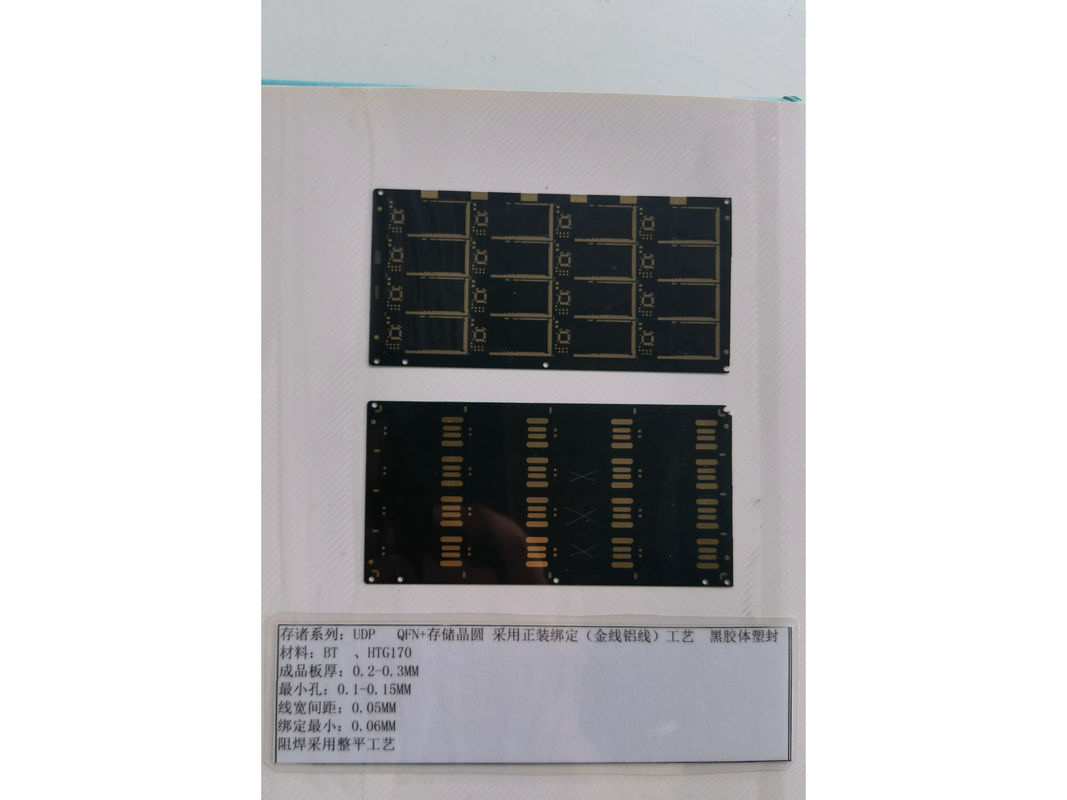 存诸系列：UDP QFN+存储晶圆 采用正装绑定（金线铝线）工艺 黑胶体塑封
材料：BT 、HTG170
成品板厚：0.2-0.3MM
最小孔：0.1-0.15MM
线宽间距：0.05MM
绑定最小：0.06MM
阻焊采用整平工艺